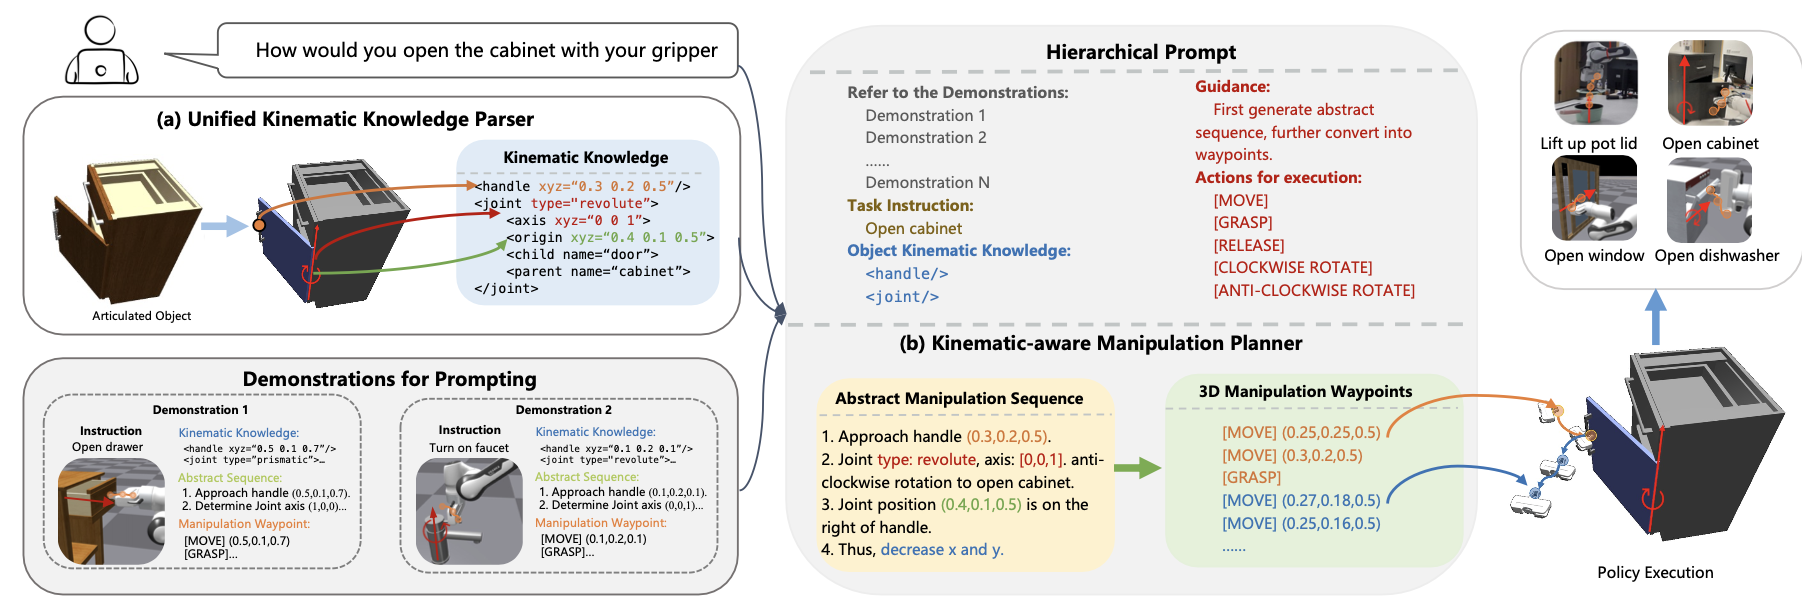 How would you open the cabinet with your gripper
(a) Unified Kinematic Knowledge Parser
Articulated Object
Kinematic Knowledge
<handle xyz=“0.3 0.2 0.5”/>
<joint type="revolute”>
<axis xyz=“0 0 1”>
<origin xyz=“0.4 0.1 0.5”>
<child name=“door”>
<parent name=“cabinet”>
</joint>
Demonstrations for Prompting
Demonstration 1
Instruction
Open drawer
Kinematic Knowledge:
<handle xyz=“0.5 0.1 0.7”/>
<joint type=”prismatic”>…
Abstract Sequence:
1. Approach handle (0.5,0.1,0.7).
2. Determine Joint axis (1,0,0)...
Manipulation Waypoint:
[MOVE] (0.5,0.1,0.7)
[GRASP]...
Demonstration 2
Instruction
Turn on faucet
Kinematic Knowledge:
<handle xyz=“0.1 0.2 0.1”/>
<joint type=”revolute”>…
Abstract Sequence:
1. Approach handle (0.1,0.2,0.1).
2. Determine Joint axis (0,0,1)...
Manipulation Waypoint:
[MOVE] (0.1,0.2,0.1)
[GRASP]...
Hierarchical Prompt
Refer to the Demonstrations:
Demonstration 1
Demonstration 2
......
Demonstration N
Task Instruction:
Open cabinet
Object Kinematic Knowledge:
<handle/>
<joint/>
Guidance:
First generate abstract
sequence, further convert into
waypoints.
Actions for execution:
[MOVE]
[GRASP]
[RELEASE]
[CLOCKWISE ROTATE]
[ANTI-CLOCKWISE ROTATE]
(b) Kinematic-aware Manipulation Planner
Abstract Manipulation Sequence
1. Approach handle (0.3,0.2,0.5).
2. Joint type: revolute, axis: [0,0,1]. anti-
clockwise rotation to open cabinet.
3. Joint position (0.4,0.1,0.5) is on the
right of handle.
4. Thus, decrease x and y.
3D Manipulation Waypoints
[MOVE] (0.25,0.25,0.5)
[MOVE] (0.3,0.2,0.5)
[GRASP]
[MOVE] (0.27,0.18,0.5)
[MOVE] (0.25,0.16,0.5)
......
Lift up pot lid
Open cabinet
Open window
Open dishwasher
Policy Execution